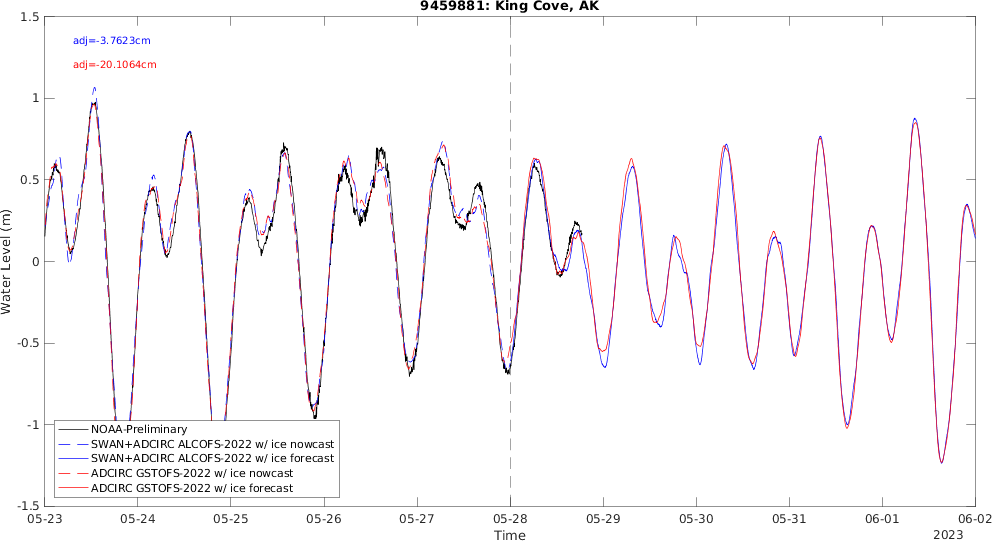 9459881: King Cove, AK
adj=-3.7623cm
adj=-20.1064cm
Water Level (m)
1.5
1
0.5
0
-0.5
-1
-1.5
NOAA-Preliminary
SWAN+ADCIRC ALCOFS-2022 w/ ice nowcast
SWAN+ADCIRC ALCOFS-2022 w/ ice forecast
ADCIRC GSTOFS-2022 w/ ice nowcast
ADCIRC GSTOFS-2022 w/ ice forecast
05-23 05-24 05-25 05-26 05-27 05-28 05-29 05-30 05-31 06-01 06-02
Time
2023